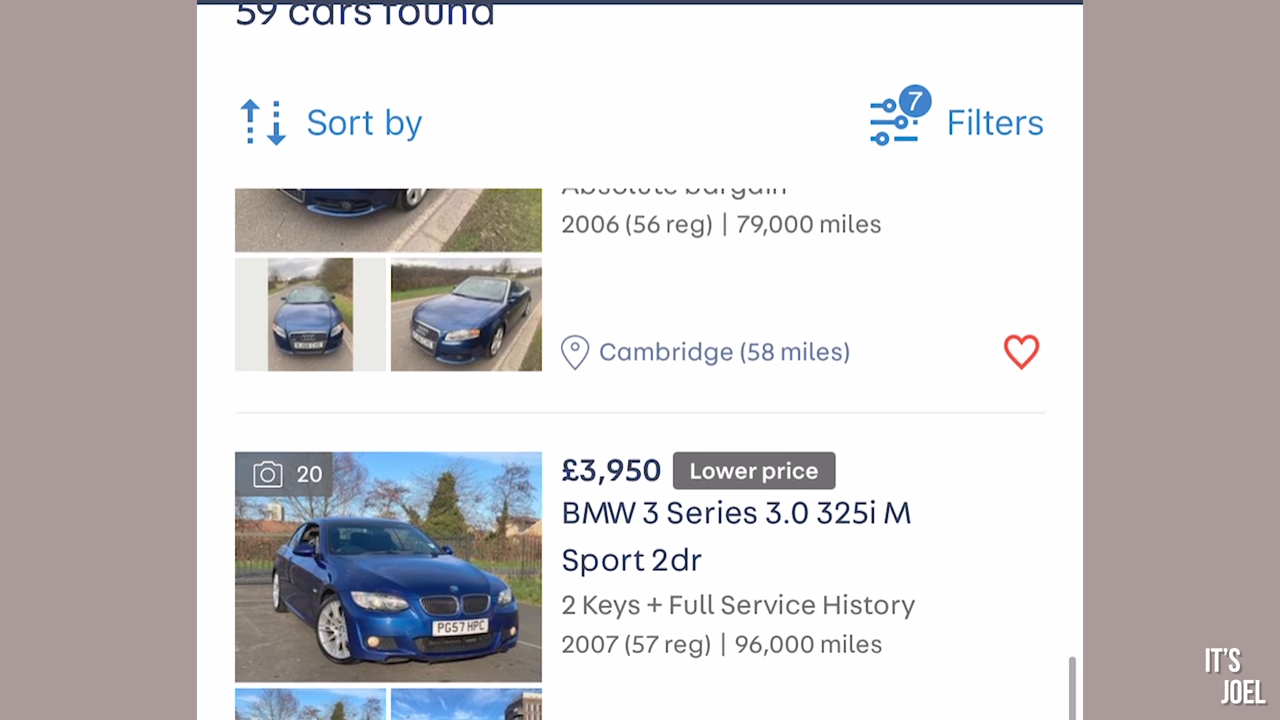 59 cars found
Sort by
7
Filters
Absolute bargain
2006 (56 reg) | 79,000 miles
Cambridge (58 miles)
20
£3,950
Lower price
BMW 3 Series 3.0 325i M
Sport 2dr
2 Keys + Full Service History
2007 (57 reg) | 96,000 miles
PG57 HPC
IT'S
JOEL